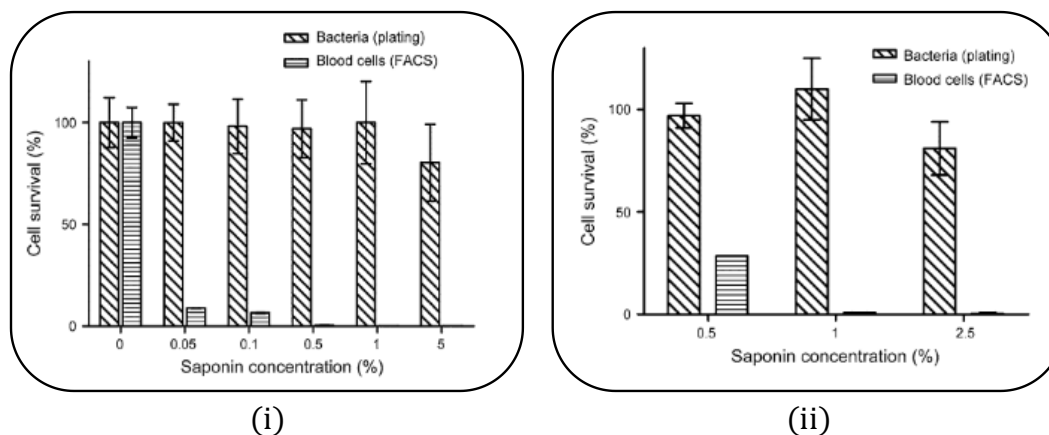 Bacteria (plating)
Blood cells (FACS)
Cell survival (%)
100
50
0
0 0.05 0.1 0.5 1 5
Saponin concentration (%)
(i)
Bacteria (plating)
Blood cells (FACS)
Cell survival (%)
100
50
0
0.5 1 2.5
Saponin concentration (%)
(ii)